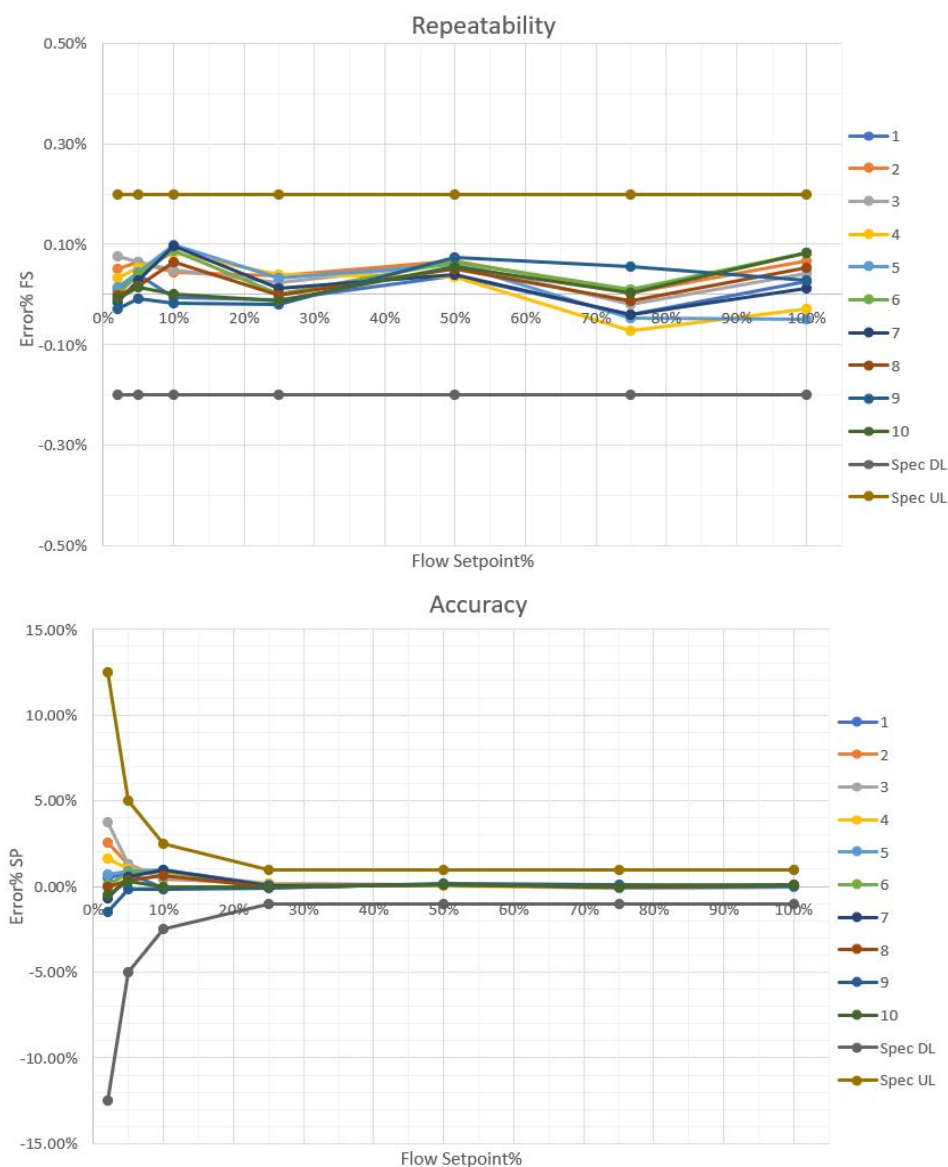 Repeatability
0.50%
0.30%
0.10%
-0.10%
-0.30%
-0.50%
Error% FS
0% 10% 20% 30% 40% 50% 60% 70% 80% 90% 100%
Flow Setpoint%
1
2
3
4
5
6
7
8
9
10
Spec DL
Spec UL
Accuracy
15.00%
10.00%
5.00%
0.00%
-5.00%
-10.00%
-15.00%
Error% SP
0% 10% 20% 30% 40% 50% 60% 70% 80% 90% 100%
Flow Setpoint%
1
2
3
4
5
6
7
8
9
10
Spec DL
Spec UL